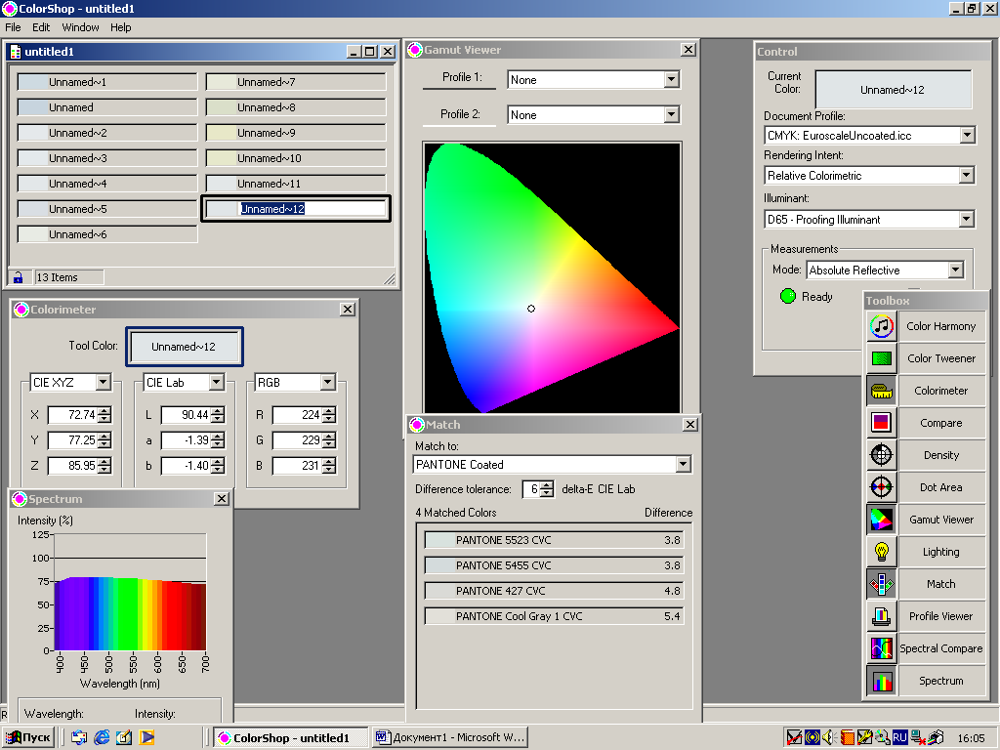 ColorShop - untitled1
File Edit Window Help
untitled1
Unnamed~1
Unnamed
Unnamed~2
Unnamed~3
Unnamed~4
Unnamed~5
Unnamed~6
Unnamed~7
Unnamed~8
Unnamed~9
Unnamed~10
Unnamed~11
Unnamed~12
13 Items
Colorimeter
Tool Color: Unnamed~12
CIE XYZ CIE Lab RGB
X 72.74 L 90.44 R 224
Y 77.25 a -1.39 G 229
Z 85.95 b -1.40 B 231
Spectrum
Intensity (%)
125
100
75
50
25
0
400 450 500 550 600 650 700
Wavelength (nm)
Wavelength: Intensity:
Gamut Viewer
Profile 1: None
Profile 2: None
Match
Match to:
PANTONE Coated
Difference tolerance: 6 delta-E CIE Lab
4 Matched Colors Difference
PANTONE 5523 CVC 3.8
PANTONE 5455 CVC 3.8
PANTONE 427 CVC 4.8
PANTONE Cool Gray 1 CVC 5.4
Control
Current
Color: Unnamed~12
Document Profile:
CMYK: EuroscaleUncoated.icc
Rendering Intent:
Relative Colorimetric
Illuminant:
D65 - Proofing Illuminant
Measurements
Mode: Absolute Reflective
Ready
Toolbox
Color Harmony
Color Tweener
Colorimeter
Compare
Density
Dot Area
Gamut Viewer
Lighting
Match
Profile Viewer
Spectral Compare
Spectrum
Пуск
ColorShop - untitled1
Документ1 - Microsoft W...
RU
16:05